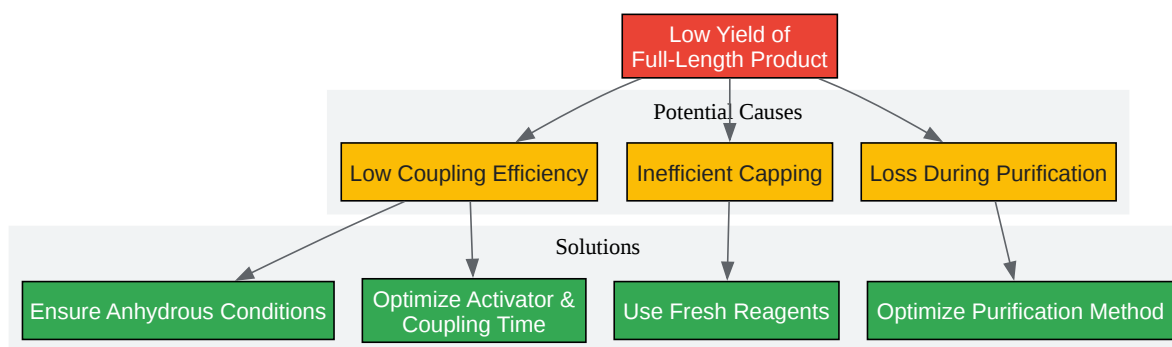 Low Yield of
Full-Length Product
Potential Causes
Low Coupling Efficiency
Inefficient Capping
Loss During Purification
Solutions
Ensure Anhydrous Conditions
Optimize Activator &
Coupling Time
Use Fresh Reagents
Optimize Purification Method